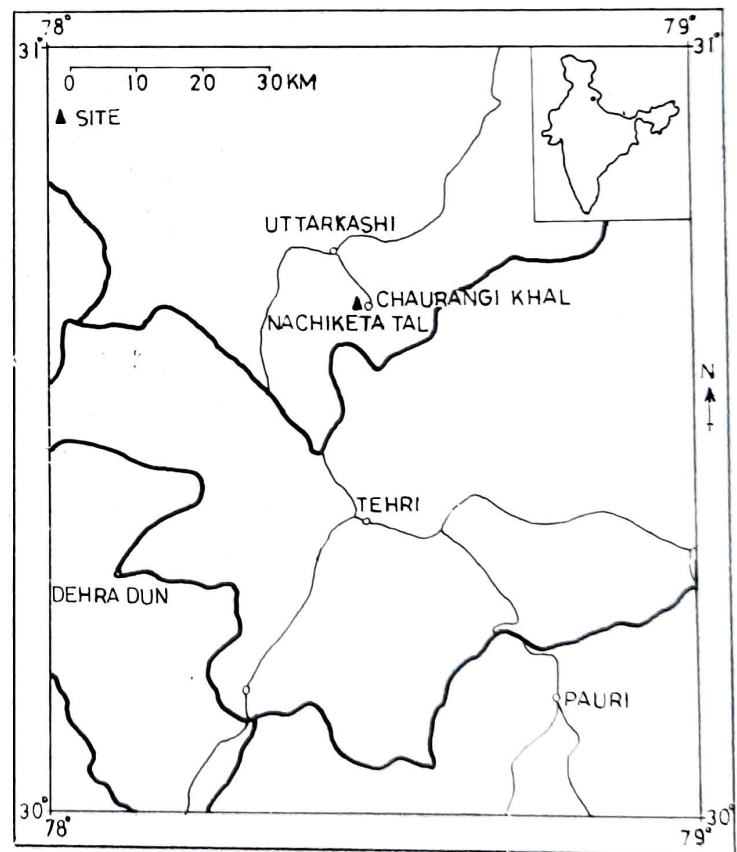 78° 79°
31° 31°
0 10 20 30 KM
▲ SITE
UTTARKASHI
CHAURANGI KHAL
NACHIKETA TAL
N
TEHRI
DEHRA DUN
PAURI
30° 30°
78° 79°